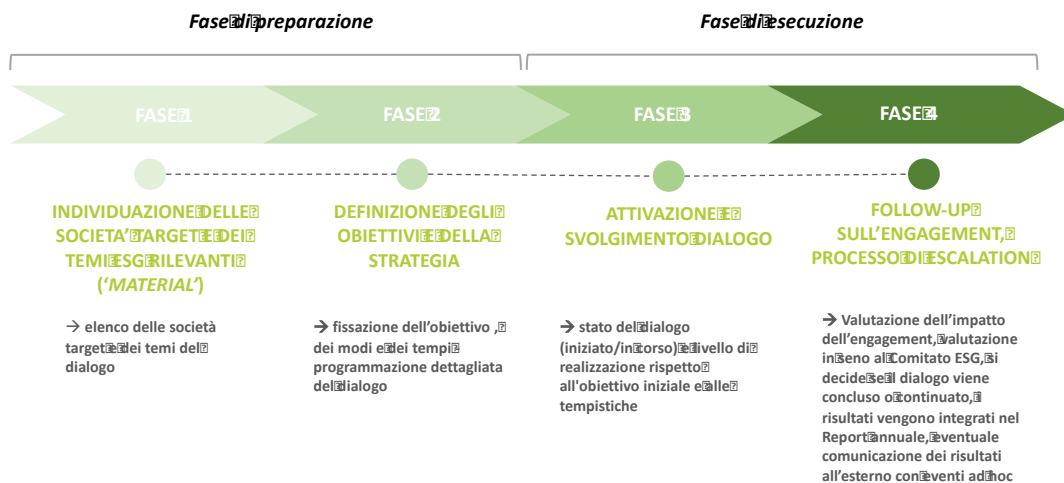 Fase di preparazione
Fase di esecuzione
FASE 1
FASE 2
FASE 3
FASE 4
INDIVIDUAZIONE DELLE
SOCIETA' TARGET E DEI
TEMI ESG RILEVANTI
('MATERIAL')
→ elenco delle società
target e dei temi del
dialogo
DEFINIZIONE DEGLI
OBIETTIVI E DELLA
STRATEGIA
→ fissazione dell'obiettivo ,
dei modi e dei tempi
programmazione dettagliata
del dialogo
ATTIVAZIONE E
SVOLGIMENTO DIALOGO
→ stato del dialogo
(iniziato/in corso) e livello di
realizzazione rispetto
all'obiettivo iniziale e alle
tempistiche
FOLLOW-UP
SULL'ENGAGEMENT,
PROCESSO DI ESCALATION
→ Valutazione dell'impatto
dell'engagement, valutazione
in seno al Comitato ESG, si
decide se il dialogo viene
concluso o continuato, i
risultati vengono integrati nel
Report annuale, eventuale
comunicazione dei risultati
all'esterno con eventi ad hoc